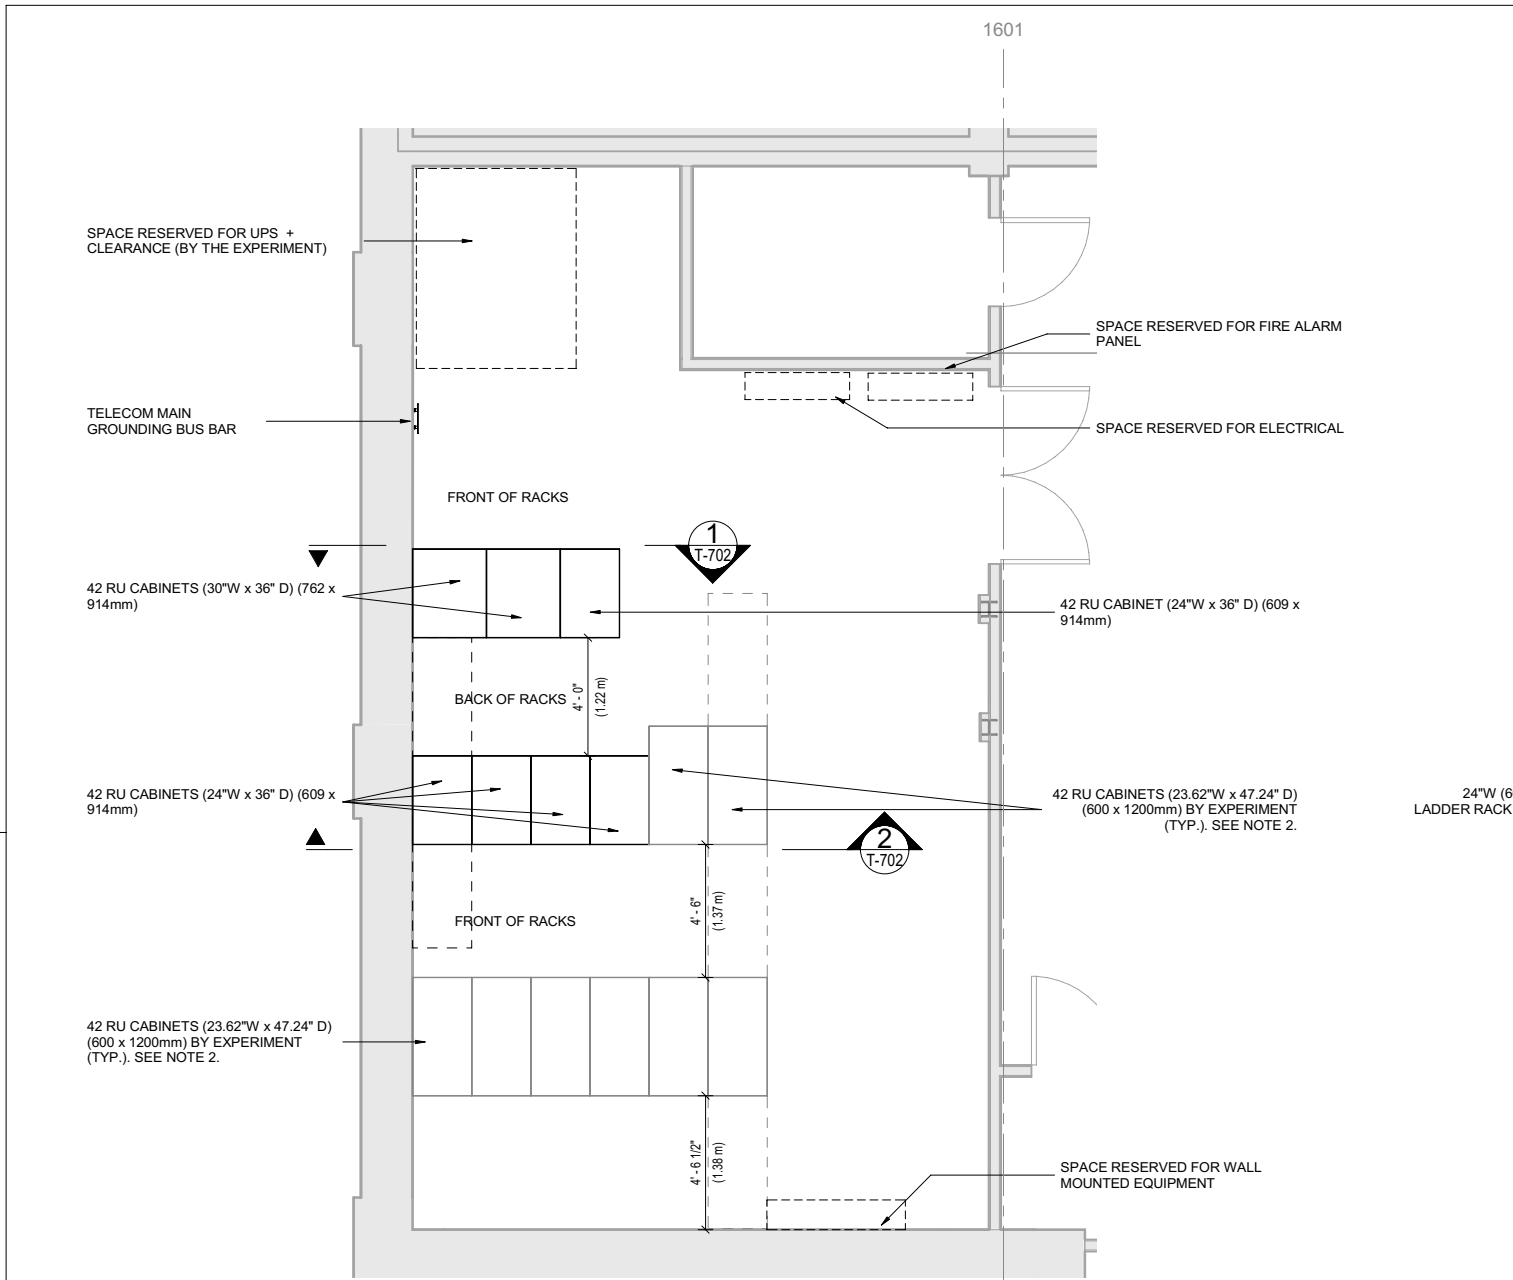 1601
SPACE RESERVED FOR UPS +
CLEARANCE (BY THE EXPERIMENT)
SPACE RESERVED FOR FIRE ALARM
PANEL
TELECOM MAIN
GROUNDING BUS BAR
SPACE RESERVED FOR ELECTRICAL
FRONT OF RACKS
1
T-702
42 RU CABINETS (30"W x 36" D) (762 x
914mm)
42 RU CABINET (24"W x 36" D) (609 x
914mm)
BACK OF RACKS
4' - 0"
(1.22 m)
42 RU CABINETS (24"W x 36" D) (609 x
914mm)
42 RU CABINETS (23.62"W x 47.24" D)
(600 x 1200mm) BY EXPERIMENT
(TYP.). SEE NOTE 2.
24"W (6
LADDER RACK
2
T-702
4' - 6"
(1.37 m)
FRONT OF RACKS
42 RU CABINETS (23.62"W x 47.24" D)
(600 x 1200mm) BY EXPERIMENT
(TYP.). SEE NOTE 2.
4' - 6 1/2"
(1.38 m)
SPACE RESERVED FOR WALL
MOUNTED EQUIPMENT